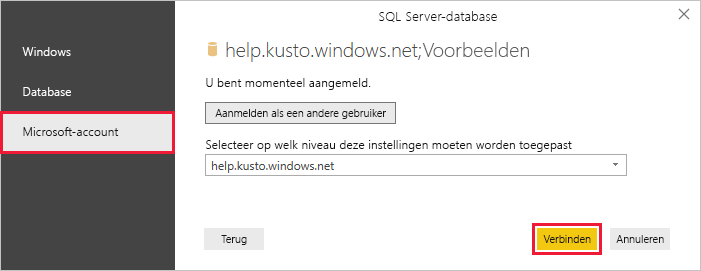 SQL Server-database
Windows
Database
Microsoft-account
help.kusto.windows.net;Voorbeelden
U bent momenteel aangemeld.
Aanmelden als een andere gebruiker
Selecteer op welk niveau deze instellingen moeten worden toegepast
help.kusto.windows.net
Terug
Verbinden
Annuleren